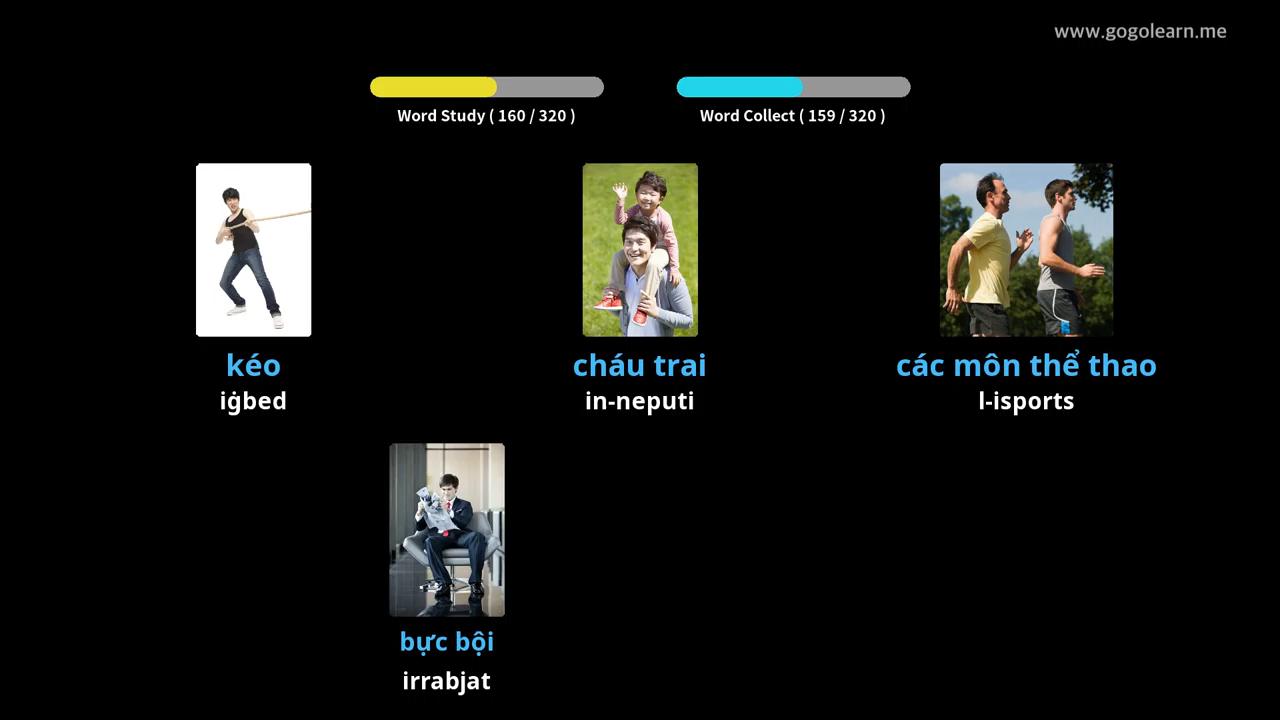 www.gogolearn.me
Word Study ( 160 / 320 )
Word Collect ( 159 / 320 )
kéo
iġbed
cháu trai
in-neputi
các môn thể thao
l-isports
bực bội
irrabjat